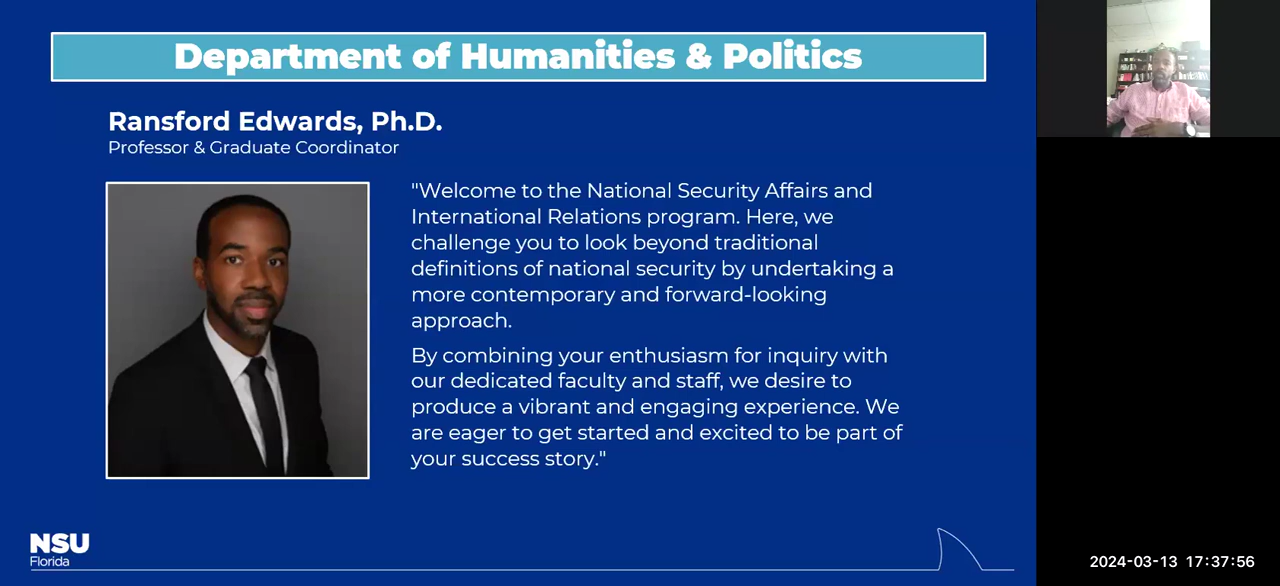 Department of Humanities & Politics
Ransford Edwards, Ph.D.
Professor & Graduate Coordinator
"Welcome to the National Security Affairs and
International Relations program. Here, we
challenge you to look beyond traditional
definitions of national security by undertaking a
more contemporary and forward-looking
approach.
By combining your enthusiasm for inquiry with
our dedicated faculty and staff, we desire to
produce a vibrant and engaging experience. We
are eager to get started and excited to be part of
your success story."
NSU
Florida
2024-03-13 17:37:56